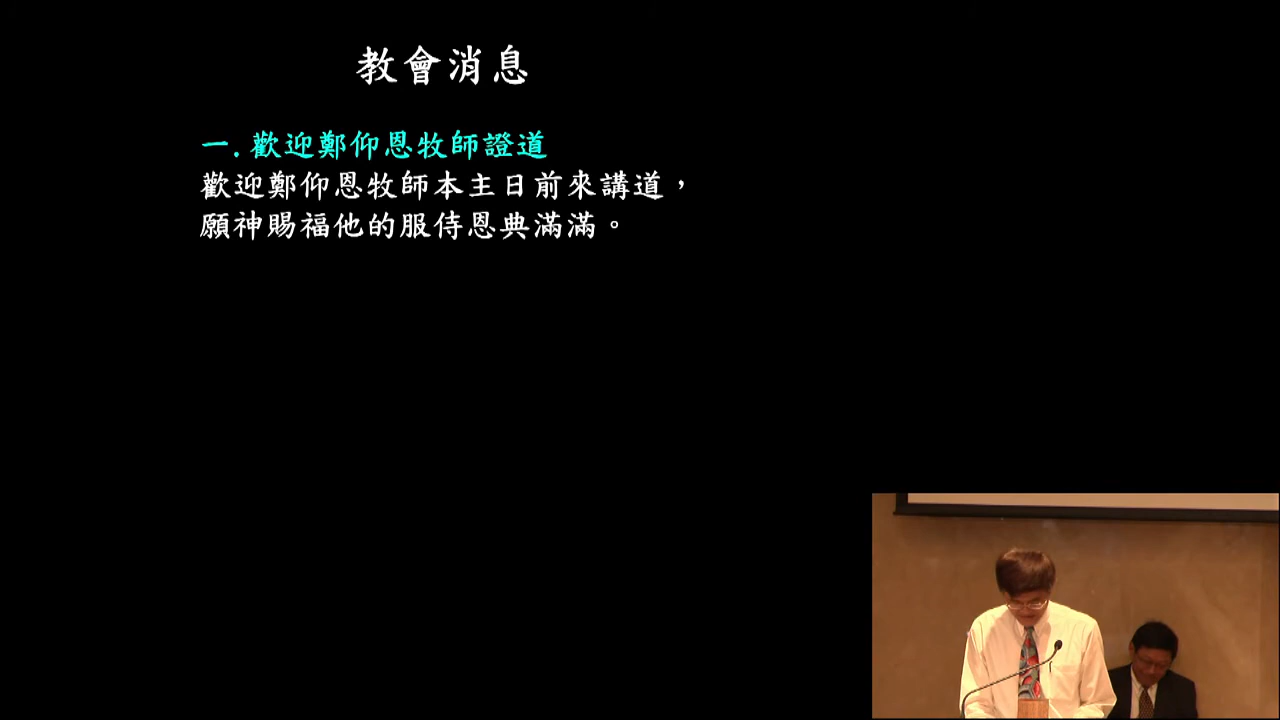 教會消息
一.歡迎鄭仰恩牧師證道
歡迎鄭仰恩牧師本主日前來講道，
願神賜福他的服侍恩典滿滿。